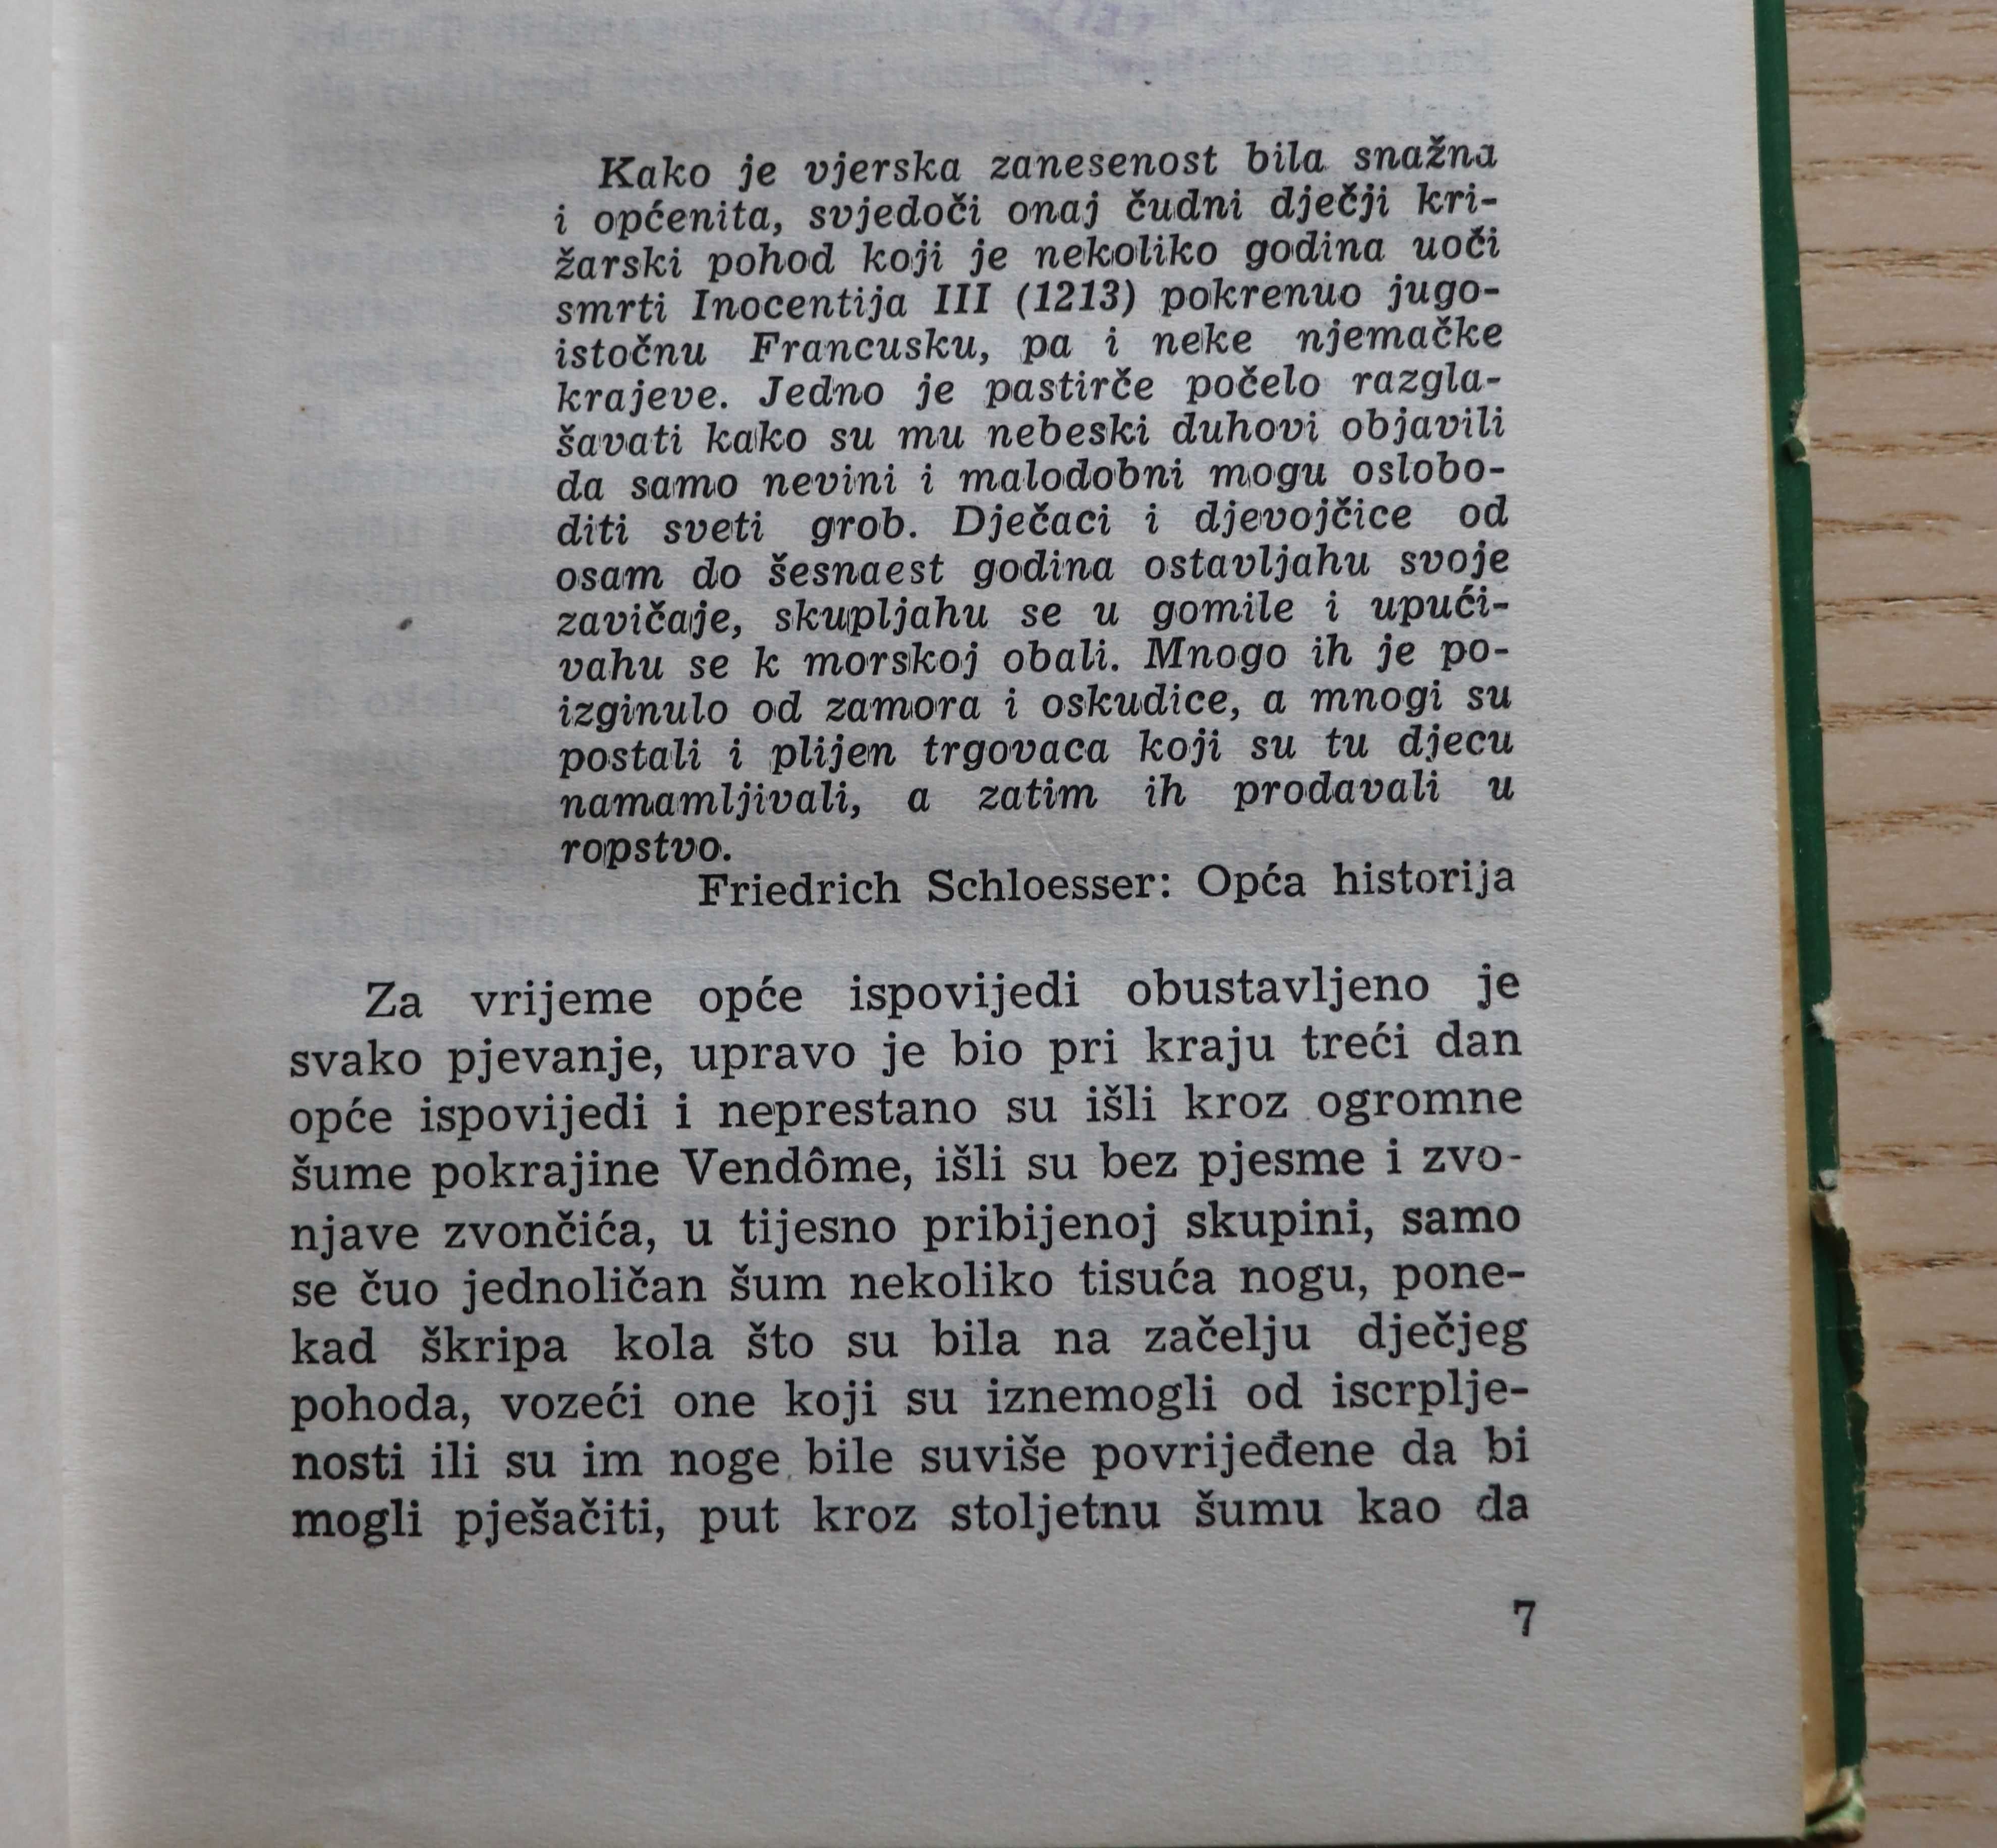 Kako je vjerska zanesenost bila snažna
i općenita, svjedoči onaj čudni dječji kri-
žarski pohod koji je nekoliko godina uoči
smrti Inocentija III (1213) pokrenuo jugo-
istočnu Francusku, pa i neke njemačke
krajeve. Jedno je pastirče počelo razgla-
šavati kako su mu nebeski duhovi objavili
da samo nevini i malodobni mogu oslobo-
diti sveti grob. Dječaci i djevojčice od
osam do šesnaest godina ostavljahu svoje
zavičaje, skupljahu se u gomile i upući-
vahu se k morskoj obali. Mnogo ih je po-
izginulo od zamora i oskudice, a mnogi su
postali i plijen trgovaca koji su tu djecu
namamljivali, a zatim ih prodavali u
ropstvo.
Friedrich Schloesser: Opća historija
Za vrijeme opće ispovijedi obustavljeno je
svako pjevanje, upravo je bio pri kraju treći dan
opće ispovijedi i neprestano su išli kroz ogromne
šume pokrajine Vendôme, išli su bez pjesme i zvo-
njave zvončića, u tijesno pribijenoj skupini, samo
se čuo jednoličan šum nekoliko tisuća nogu, pone-
kad škripa kola što su bila na začelju dječjeg
pohoda, vozeći one koji su iznemogli od iscrplje-
nosti ili su im noge bile suviše povrijeđene da bi
mogli pješačiti, put kroz stoljetnu šumu kao da
7